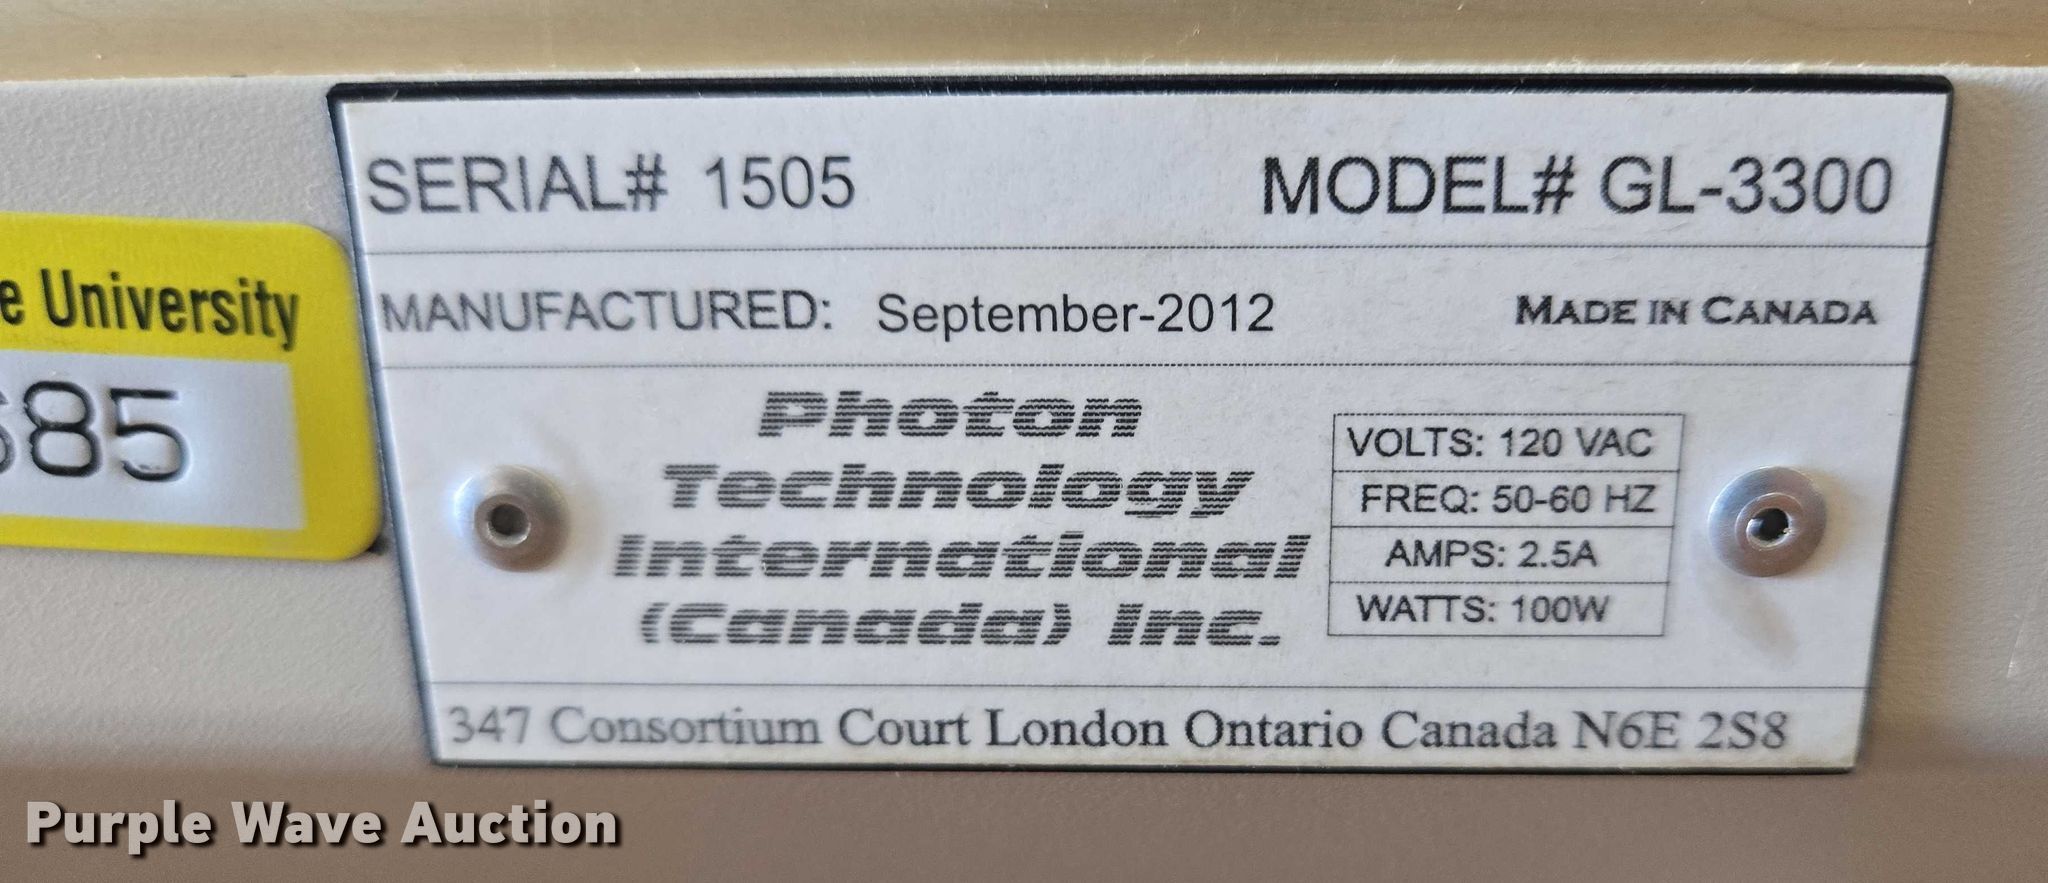 SERIAL# 1505 MODEL# GL-3300
University
MANUFACTURED: September-2012 MADE IN CANADA
685
Photon
Technology
International
(Canada) Inc.
VOLTS: 120 VAC
FREQ: 50-60 HZ
AMPS: 2.5A
WATTS: 100W
347 Consortium Court London Ontario Canada N6E 2S8
Purple Wave Auction